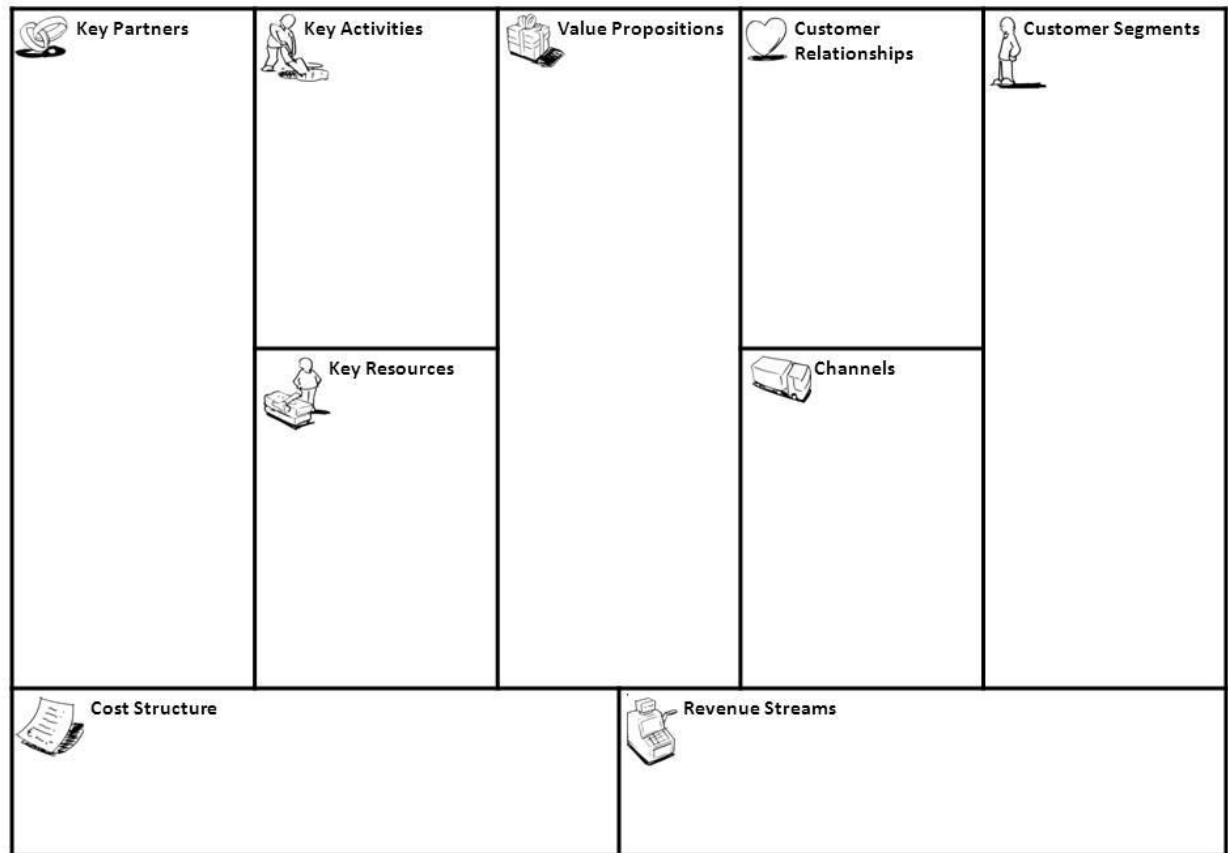 Key Partners
Key Activities
Value Propositions
Customer
Relationships
Customer Segments
Key Resources
Channels
Cost Structure
Revenue Streams